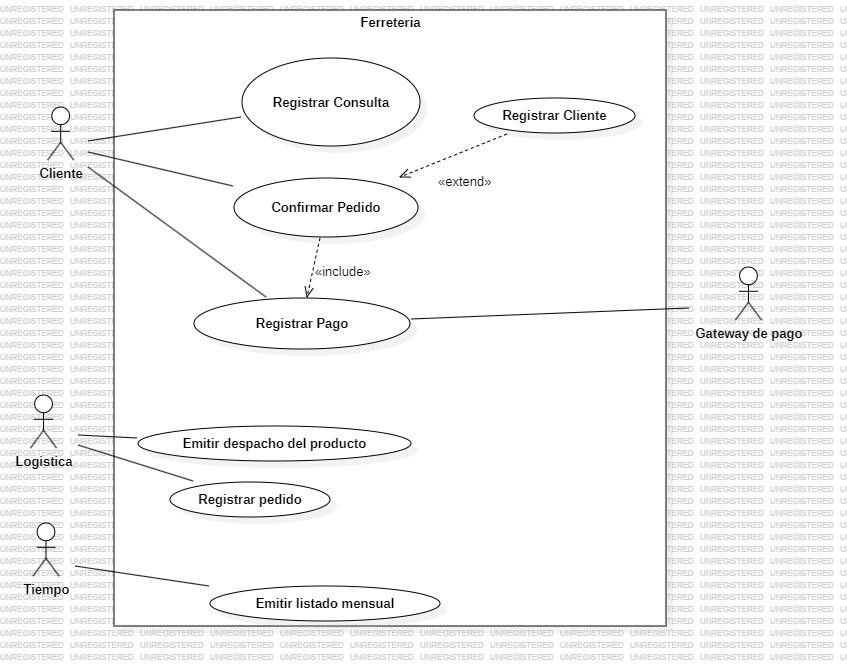 Ferreteria
Registrar Consulta
Registrar Cliente
Cliente
«extend»
Confirmar Pedido
«include»
Registrar Pago
Gateway de pago
Emitir despacho del producto
Logistica
Registrar pedido
Tiempo
Emitir listado mensual
UNREGISTERED